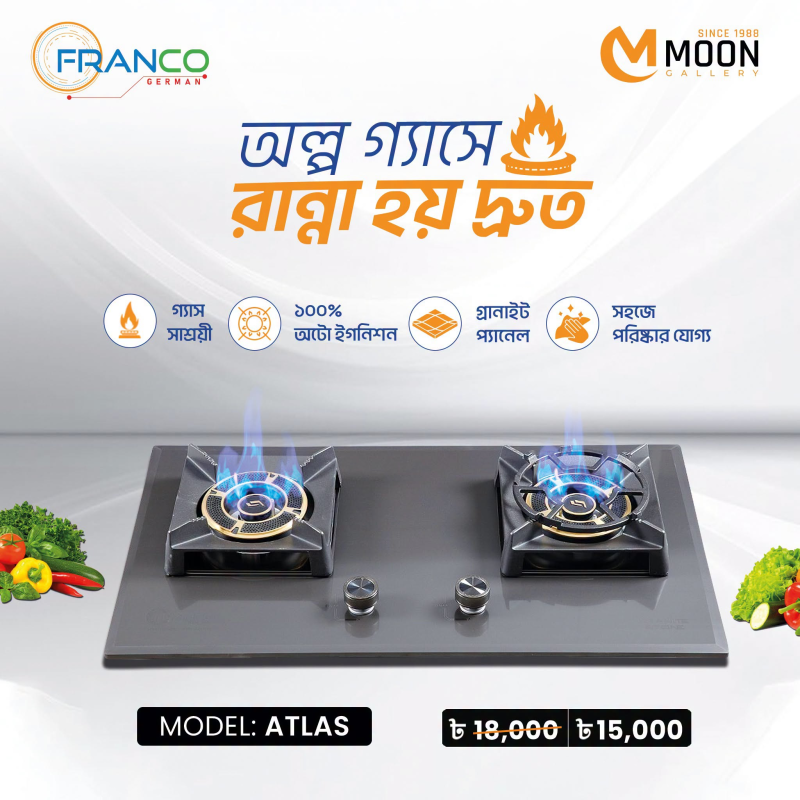 FRANCO
GERMAN
SINCE 1988
MOON
GALLERY
অল্প গ্যাসে
রান্না হয় দ্রুত
গ্যাস
সাশ্রয়ী
১০০%
অটো ইগনিশন
গ্রানাইট
প্যানেল
সহজে
পরিষ্কার যোগ্য
MODEL: ATLAS
৳ 18,000 ৳ 15,000